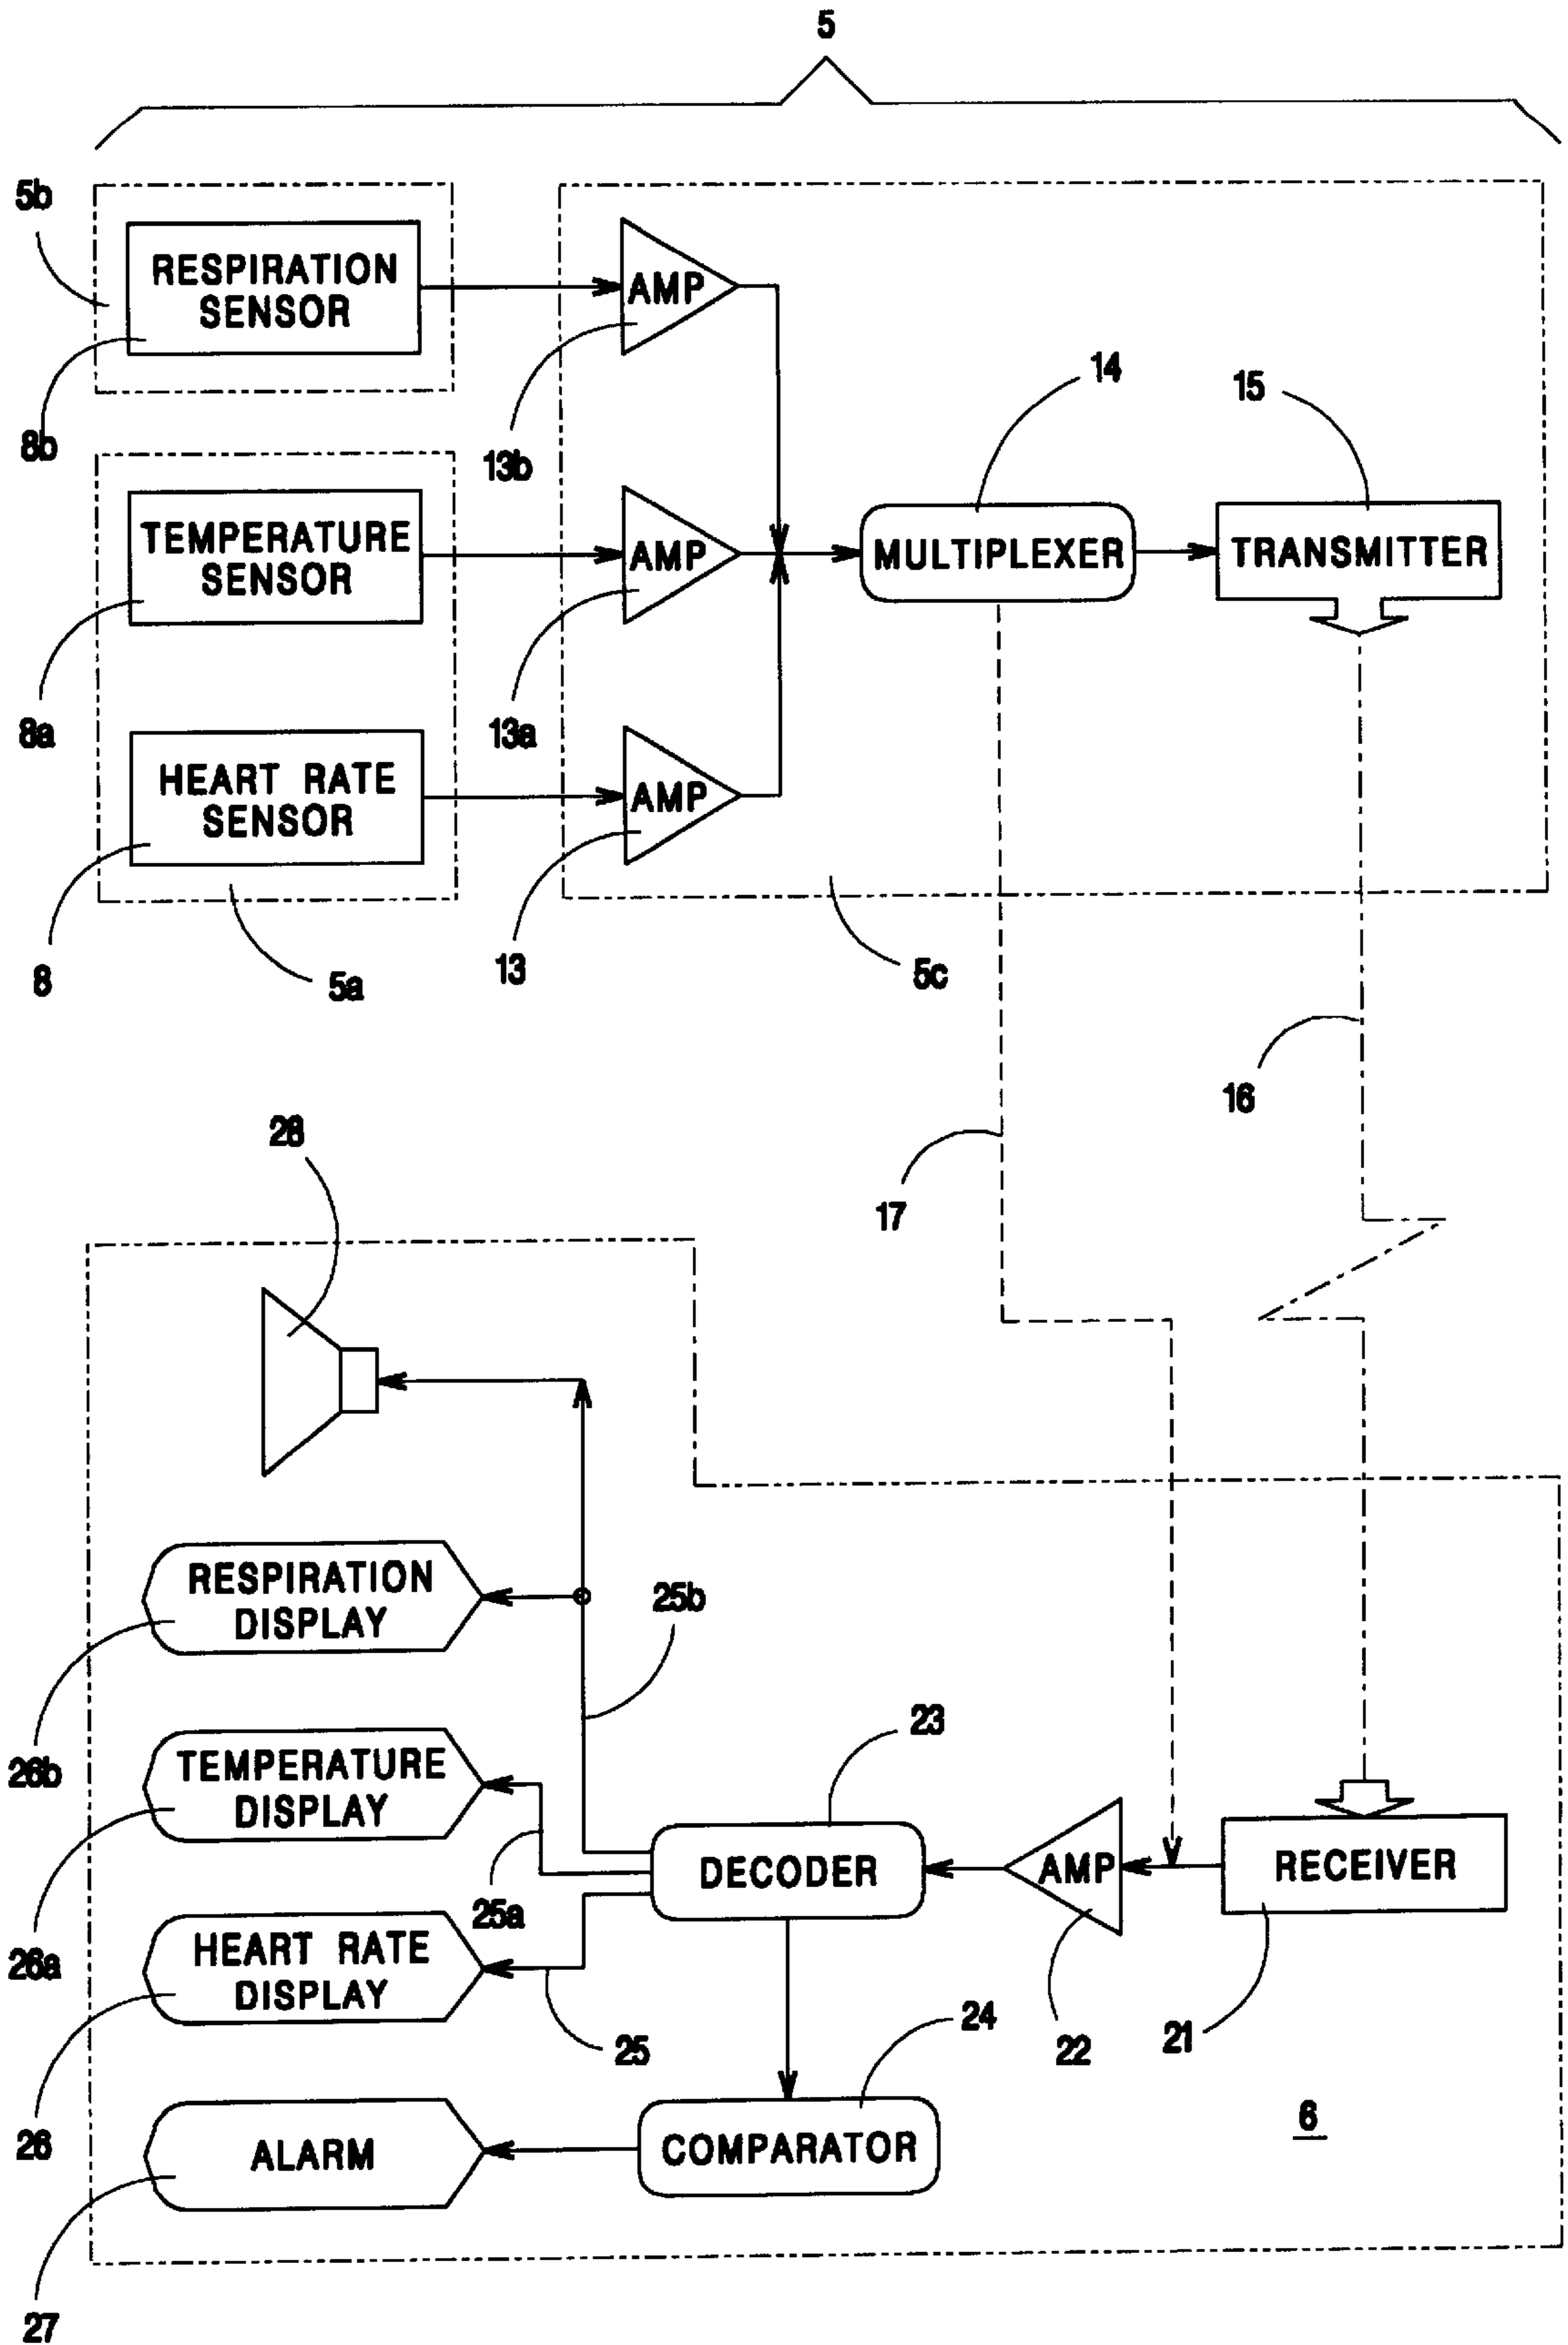 5
5b
RESPIRATION
SENSOR
AMP
8b
13b
14
15
TEMPERATURE
SENSOR
AMP
MULTIPLEXER
TRANSMITTER
8a
13a
HEART RATE
SENSOR
AMP
8
5a
13
5c
16
17
28
RESPIRATION
DISPLAY
25b
26b
TEMPERATURE
DISPLAY
23
DECODER
AMP
RECEIVER
25a
26a
HEART RATE
DISPLAY
25
24
22
21
26
ALARM
COMPARATOR
6
27